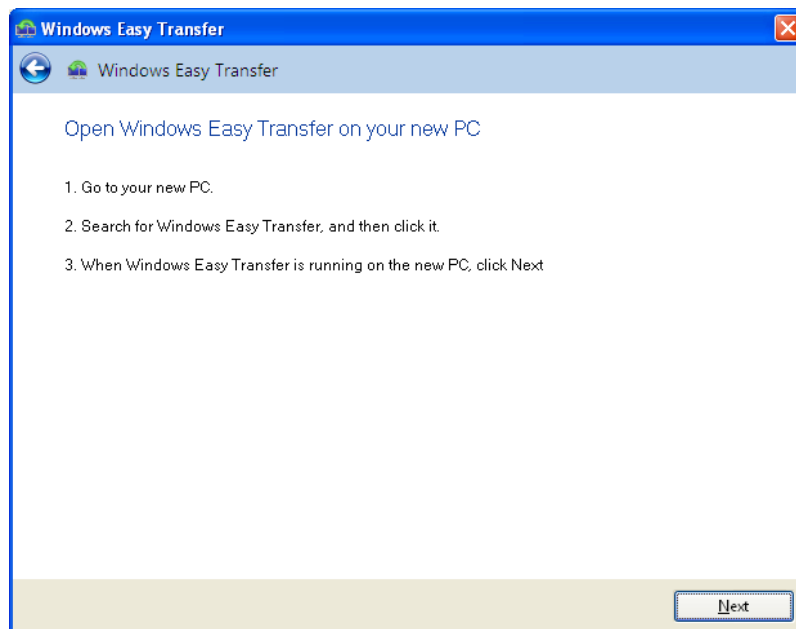 Windows Easy Transfer
Windows Easy Transfer
Open Windows Easy Transfer on your new PC
1. Go to your new PC.
2. Search for Windows Easy Transfer, and then click it.
3. When Windows Easy Transfer is running on the new PC, click Next
Next